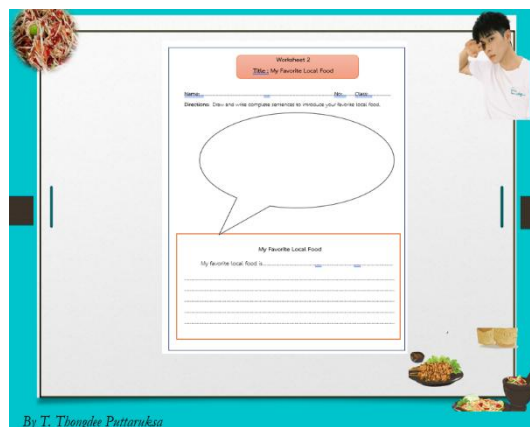 Worksheet 2
Title : My Favorite Local Food
Name No Class
Directions: Draw and write complete sentences to introduce your favorite local food.
My Favorite Local Food
My favorite local food is
By T. Thongdee Puttaruksa